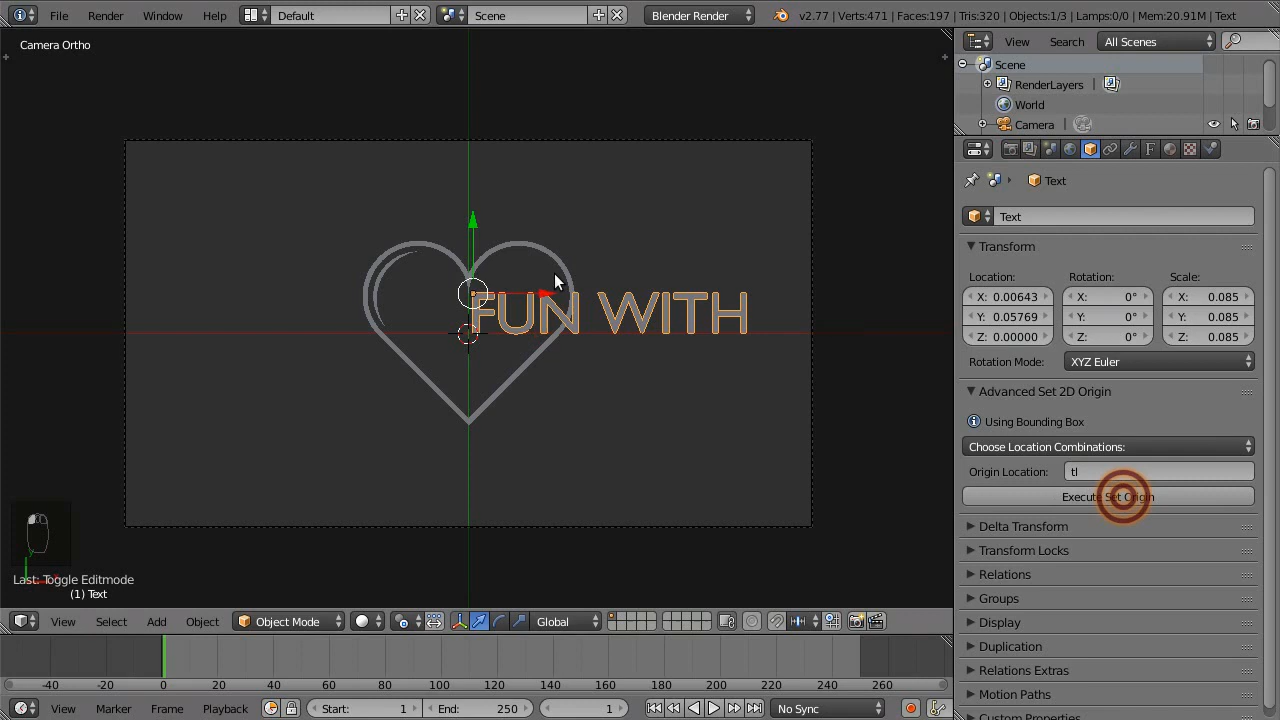 File Render Window Help Default Scene Blender Render v2.77 | Verts:471 | Faces:197 | Tris:320 | Objects:1/3 | Lamps:0/0 | Mem:20.91M | Text
Camera Ortho
View Search All Scenes
Scene
RenderLayers |
World
Camera |
Text
Text
Transform
Location: Rotation: Scale:
X: 0.00643 X: 0° X: 0.085
Y: 0.05769 Y: 0° Y: 0.085
Z: 0.00000 Z: 0° Z: 0.085
Rotation Mode: XYZ Euler
FUN WITH
Advanced Set 2D Origin
Using Bounding Box
Choose Location Combinations:
Origin Location: tl
Execute Set Origin
Delta Transform
Transform Locks
Relations
Groups
Display
Duplication
Relations Extras
Motion Paths
Custom Properties
Last: Toggle Editmode
(1) Text
View Select Add Object Object Mode Global
-40 -20 0 20 40 60 80 100 120 140 160 180 200 220 240 260
View Marker Frame Playback Start: 1 End: 250 1 No Sync